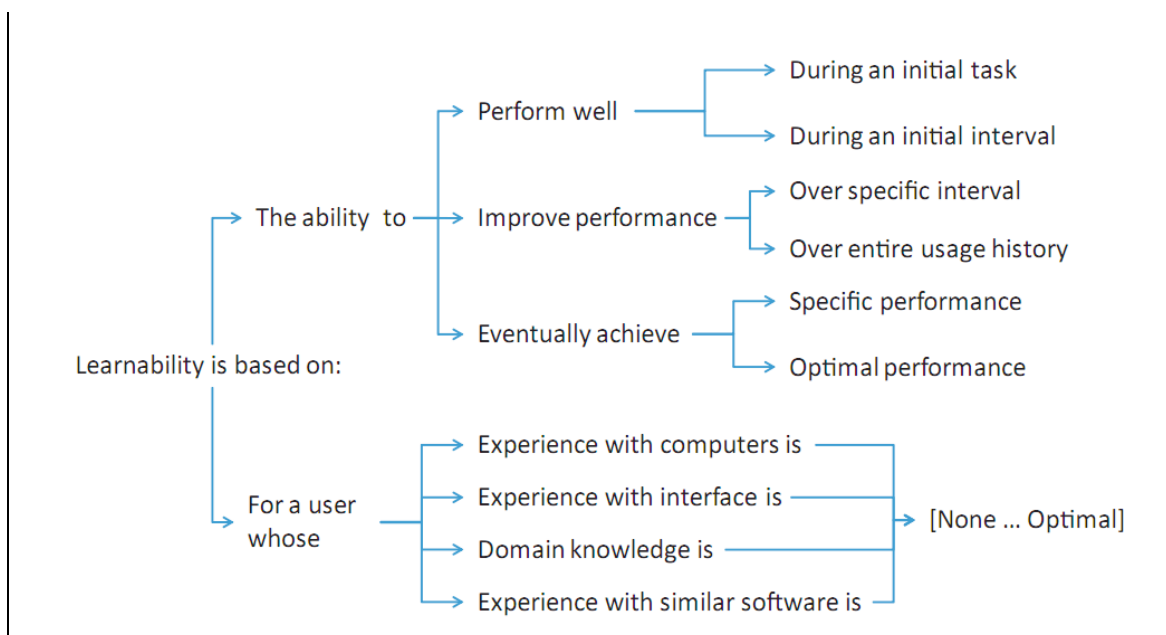 During an initial task
Perform well
During an initial interval
Over specific interval
The ability to
Improve performance
Over entire usage history
Specific performance
Eventually achieve
Optimal performance
Learnability is based on:
Experience with computers is
For a user
whose
Experience with interface is
[None ... Optimal]
Domain knowledge is
Experience with similar software is